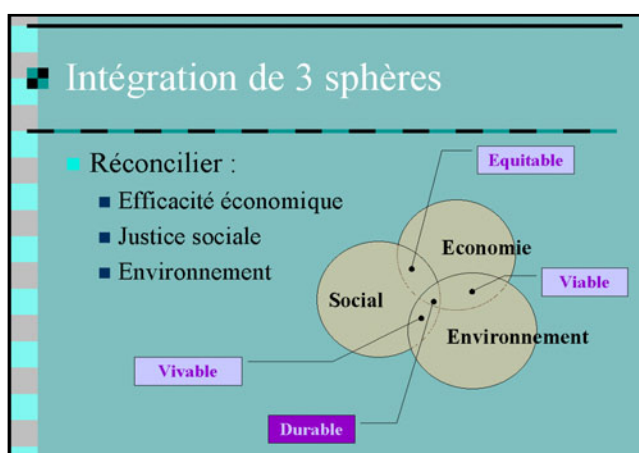 Intégration de 3 sphères
Réconcilier :
Efficacité économique
Justice sociale
Environnement
Equitable
Economie
Viable
Social
Environnement
Vivable
Durable